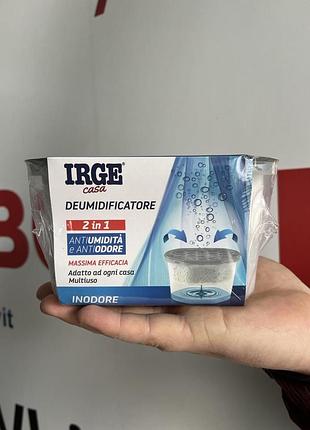 IRGE®
casa
DEUMIDIFICATORE
2 in 1
ANTIUMIDITÀ
e ANTIODORE
MASSIMA EFFICACIA
Adatto ad ogni casa
Multiuso
INODORE